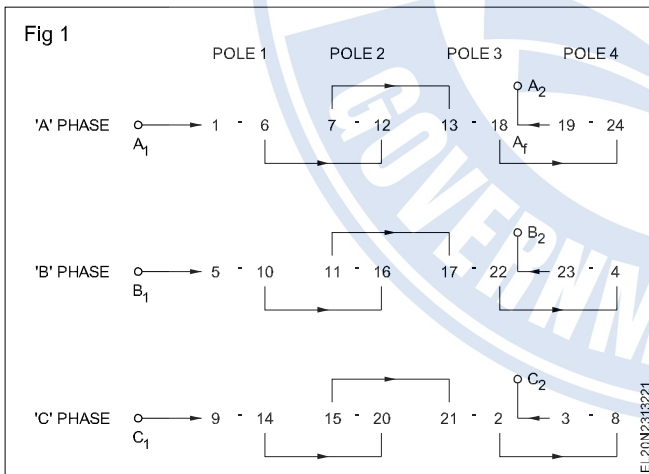 Fig 1
POLE 1 POLE 2 POLE 3 POLE 4
A2
'A' PHASE 1 - 6 7 - 12 13 - 18 19 - 24
A1 Af
B2
'B' PHASE 5 - 10 11 - 16 17 - 22 23 - 4
B1
C2
'C' PHASE 9 - 14 15 - 20 21 - 2 3 - 8
C1
EL20N2313221